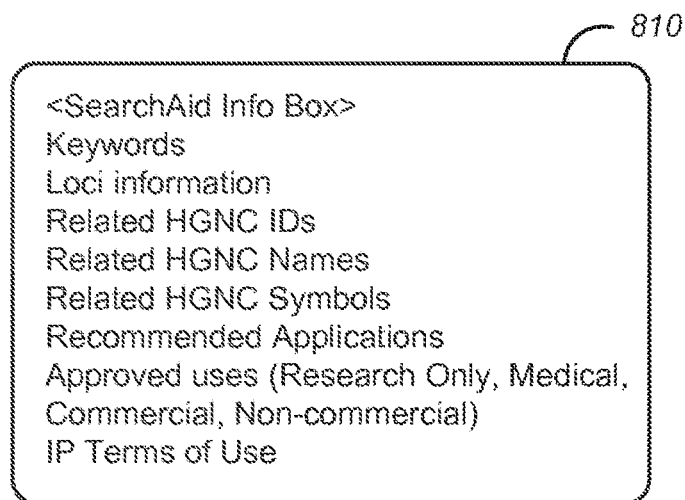 810
<SearchAid Info Box>
Keywords
Loci information
Related HGNC IDs
Related HGNC Names
Related HGNC Symbols
Recommended Applications
Approved uses (Research Only, Medical,
Commercial, Non-commercial)
IP Terms of Use